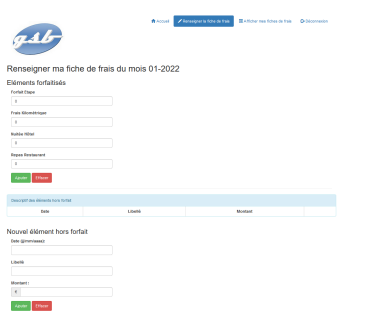 Accueil Renseigner la fiche de frais Afficher mes fiches de frais Déconnexion
gsb
Renseigner ma fiche de frais du mois 01-2022
Eléments forfaitisés
Forfait Etape
0
Frais Kilométrique
0
Nuitée Hôtel
0
Repas Restaurant
0
Ajouter Effacer
Descriptif des éléments hors forfait
Date Libellé Montant
Nouvel élément hors forfait
Date (jj/mm/aaaa):
Libellé
Montant :
€
Ajouter Effacer